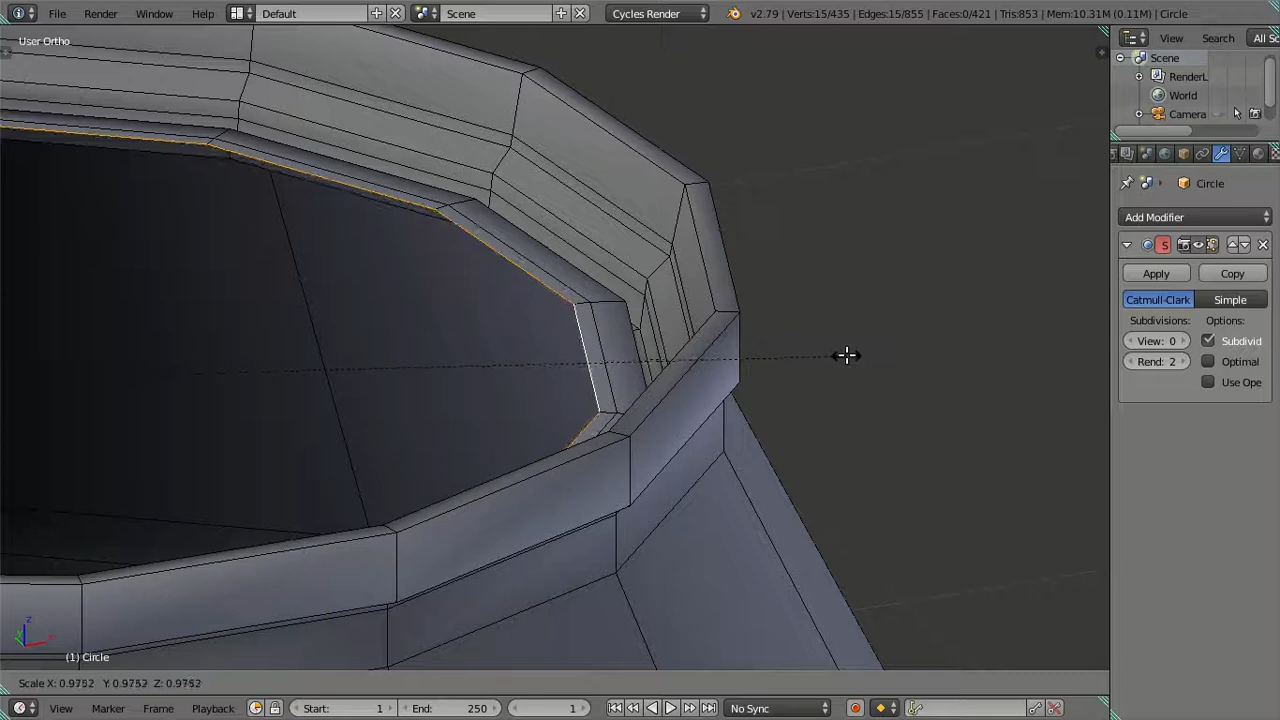 File Render Window Help Default Scene Cycles Render v2.79 | Verts:15/435 | Edges:15/855 | Faces:0/421 | Tris:853 | Mem:10.31M (0.11M) | Circle
User Ortho
View Search All Sc
Scene
RenderL
World
Camera
Circle
Add Modifier
S
Apply Copy
Catmull-Clark Simple
Subdivisions: Options:
View: 0 Subdivid
Rend: 2 Optimal
Use Ope
z
y x
(1) Circle
Scale X: 0.9752 Y: 0.9752 Z: 0.9752
View Marker Frame Playback Start: 1 End: 250 1 No Sync